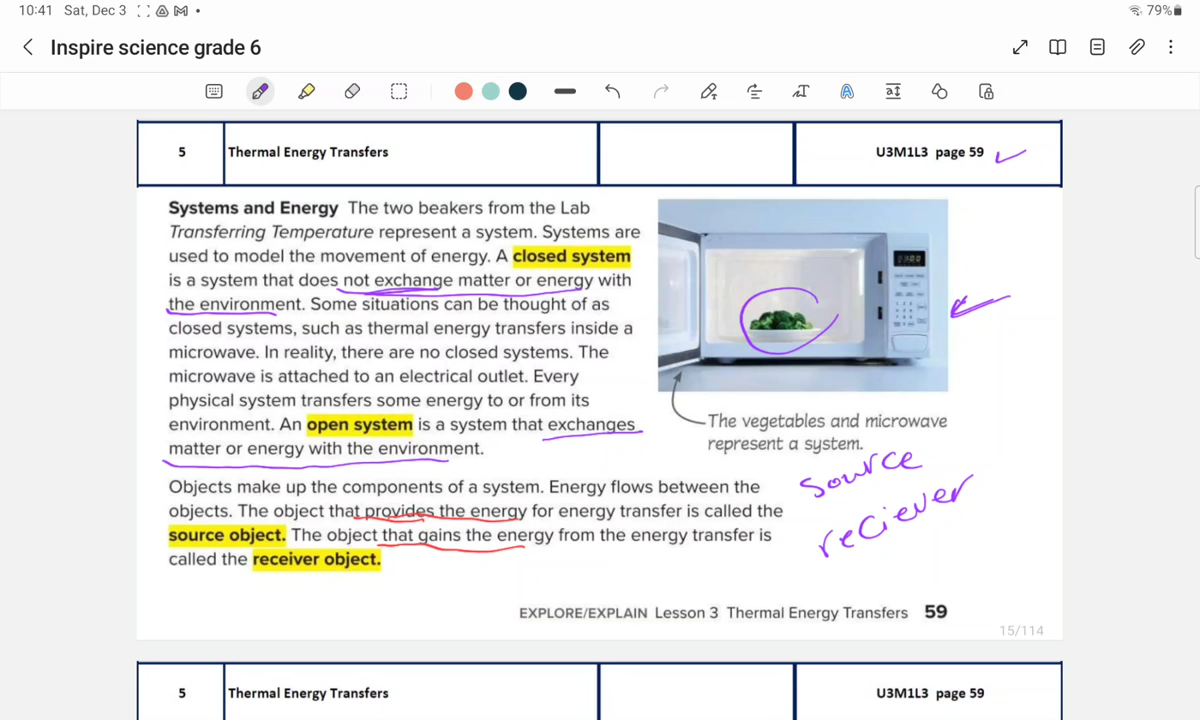 10:41 Sat, Dec 3
79%
Inspire science grade 6
5 Thermal Energy Transfers U3M1L3 page 59
Systems and Energy The two beakers from the Lab
Transferring Temperature represent a system. Systems are
used to model the movement of energy. A closed system
is a system that does not exchange matter or energy with
the environment. Some situations can be thought of as
closed systems, such as thermal energy transfers inside a
microwave. In reality, there are no closed systems. The
microwave is attached to an electrical outlet. Every
physical system transfers some energy to or from its
environment. An open system is a system that exchanges
matter or energy with the environment.
The vegetables and microwave
represent a system.
Objects make up the components of a system. Energy flows between the
objects. The object that provides the energy for energy transfer is called the
source object. The object that gains the energy from the energy transfer is
called the receiver object.
source
reciever
EXPLORE/EXPLAIN Lesson 3 Thermal Energy Transfers 59
15/114
5 Thermal Energy Transfers U3M1L3 page 59